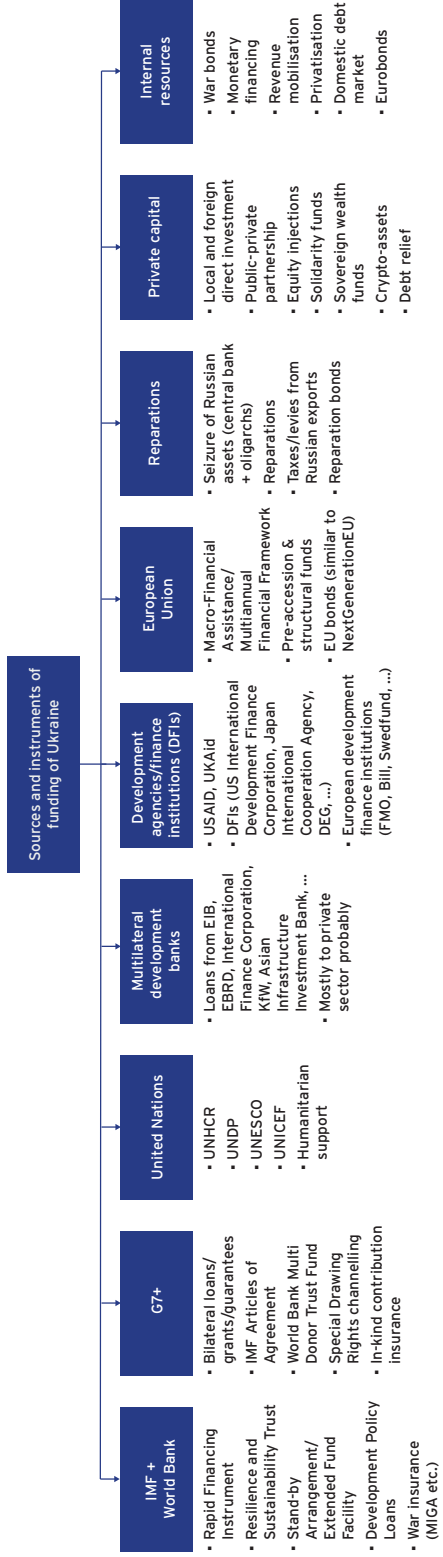 Sources and instruments of
funding of Ukraine
IMF +
World Bank
▪ Rapid Financing
Instrument
▪ Resilience and
Sustainability Trust
▪ Stand-by
Arrangement/
Extended Fund
Facility
▪ Development Policy
Loans
▪ War insurance
(MIGA etc.)
G7+
▪ Bilateral loans/
grants/guarantees
▪ IMF Articles of
Agreement
▪ World Bank Multi
Donor Trust Fund
▪ Special Drawing
Rights channelling
▪ In-kind contribution
insurance
United Nations
▪ UNHCR
▪ UNDP
▪ UNESCO
▪ UNICEF
▪ Humanitarian
support
Multilateral
development
banks
▪ Loans from EIB,
EBRD, International
Finance Corporation,
KfW, Asian
Infrastructure
Investment Bank, ...
▪ Mostly to private
sector probably
Development
agencies/finance
institutions (DFIs)
▪ USAID, UKAid
▪ DFIs (US International
Development Finance
Corporation, Japan
International
Cooperation Agency,
DEG, ...)
▪ European development
finance institutions
(FMO, Bill, Swedfund, ...)
European
Union
▪ Macro-Financial
Assistance/
Multiannual
Financial Framework
▪ Pre-accession &
structural funds
▪ EU bonds (similar to
NextGenerationEU)
Reparations
▪ Seizure of Russian
assets (central bank
+ oligarchs)
▪ Reparations
▪ Taxes/levies from
Russian exports
▪ Reparation bonds
Private capital
▪ Local and foreign
direct investment
▪ Public-private
partnership
▪ Equity injections
▪ Solidarity funds
▪ Sovereign wealth
funds
▪ Crypto-assets
▪ Debt relief
Internal
resources
▪ War bonds
▪ Monetary
financing
▪ Revenue
mobilisation
▪ Privatisation
▪ Domestic debt
market
▪ Eurobonds